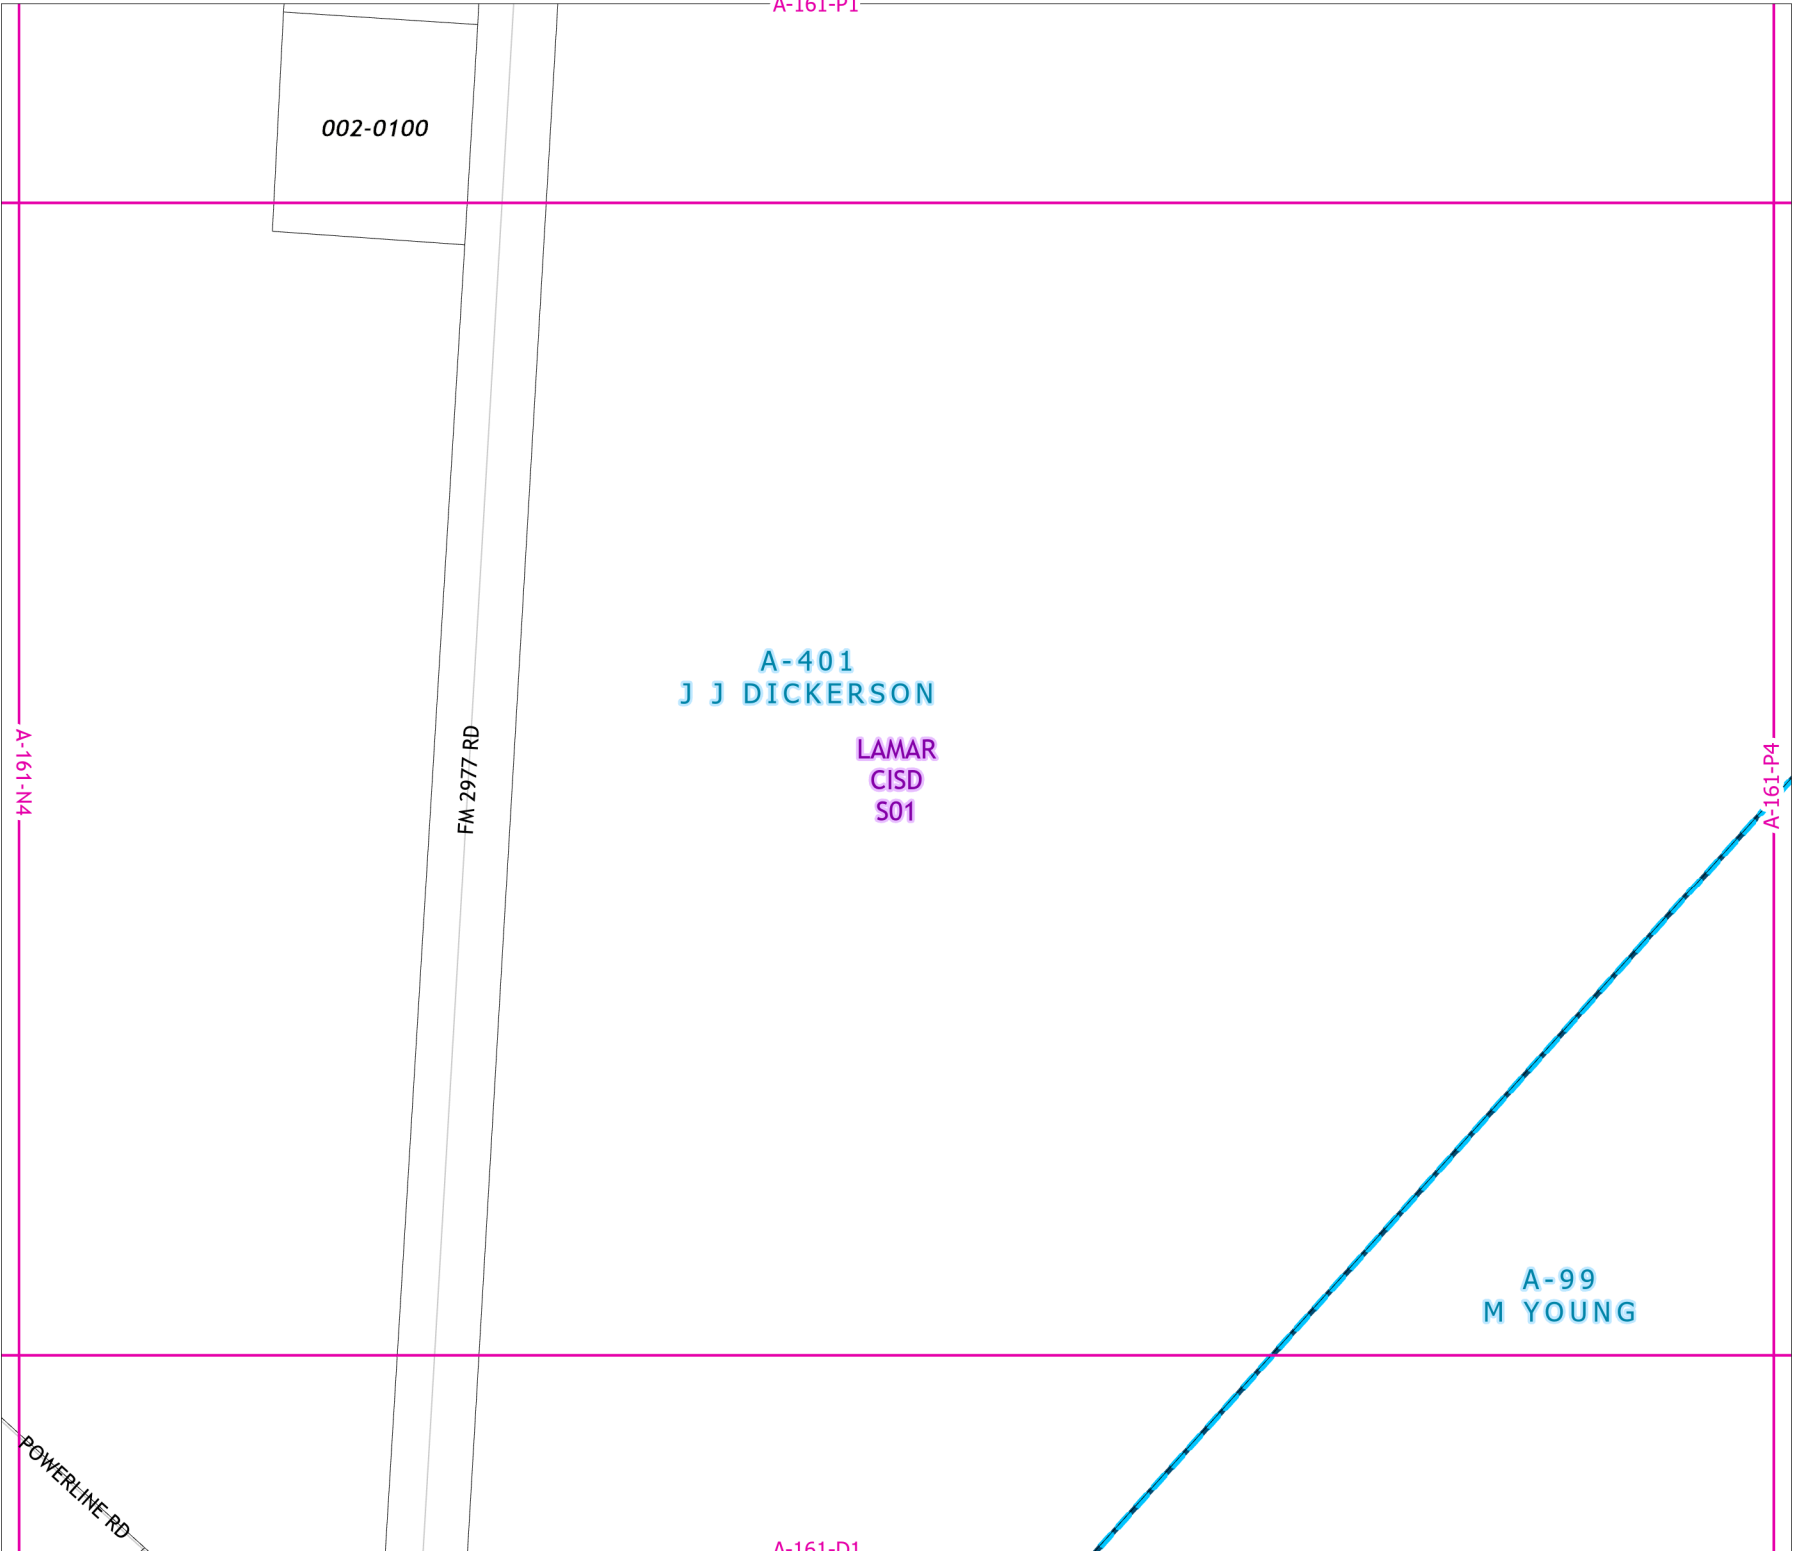 A-161-P1
002-0100
A-401
J J DICKERSON
LAMAR
CISD
S01
A-161-N4
FM 2977 RD
A-161-P4
A-99
M YOUNG
POWERLINE RD
A-161-D1